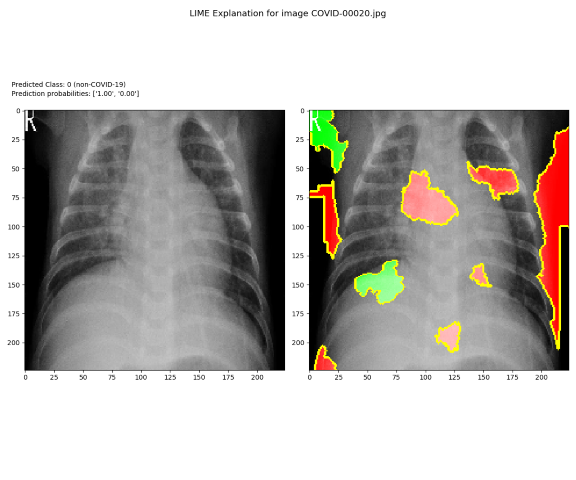 LIME Explanation for image COVID-00020.jpg
Predicted Class: 0 (non-COVID-19)
Prediction probabilities: ['1.00', '0.00']
R R
0 0
25 25
50 50
75 75
100 100
125 125
150 150
175 175
200 200
0 25 50 75 100 125 150 175 200 0 25 50 75 100 125 150 175 200